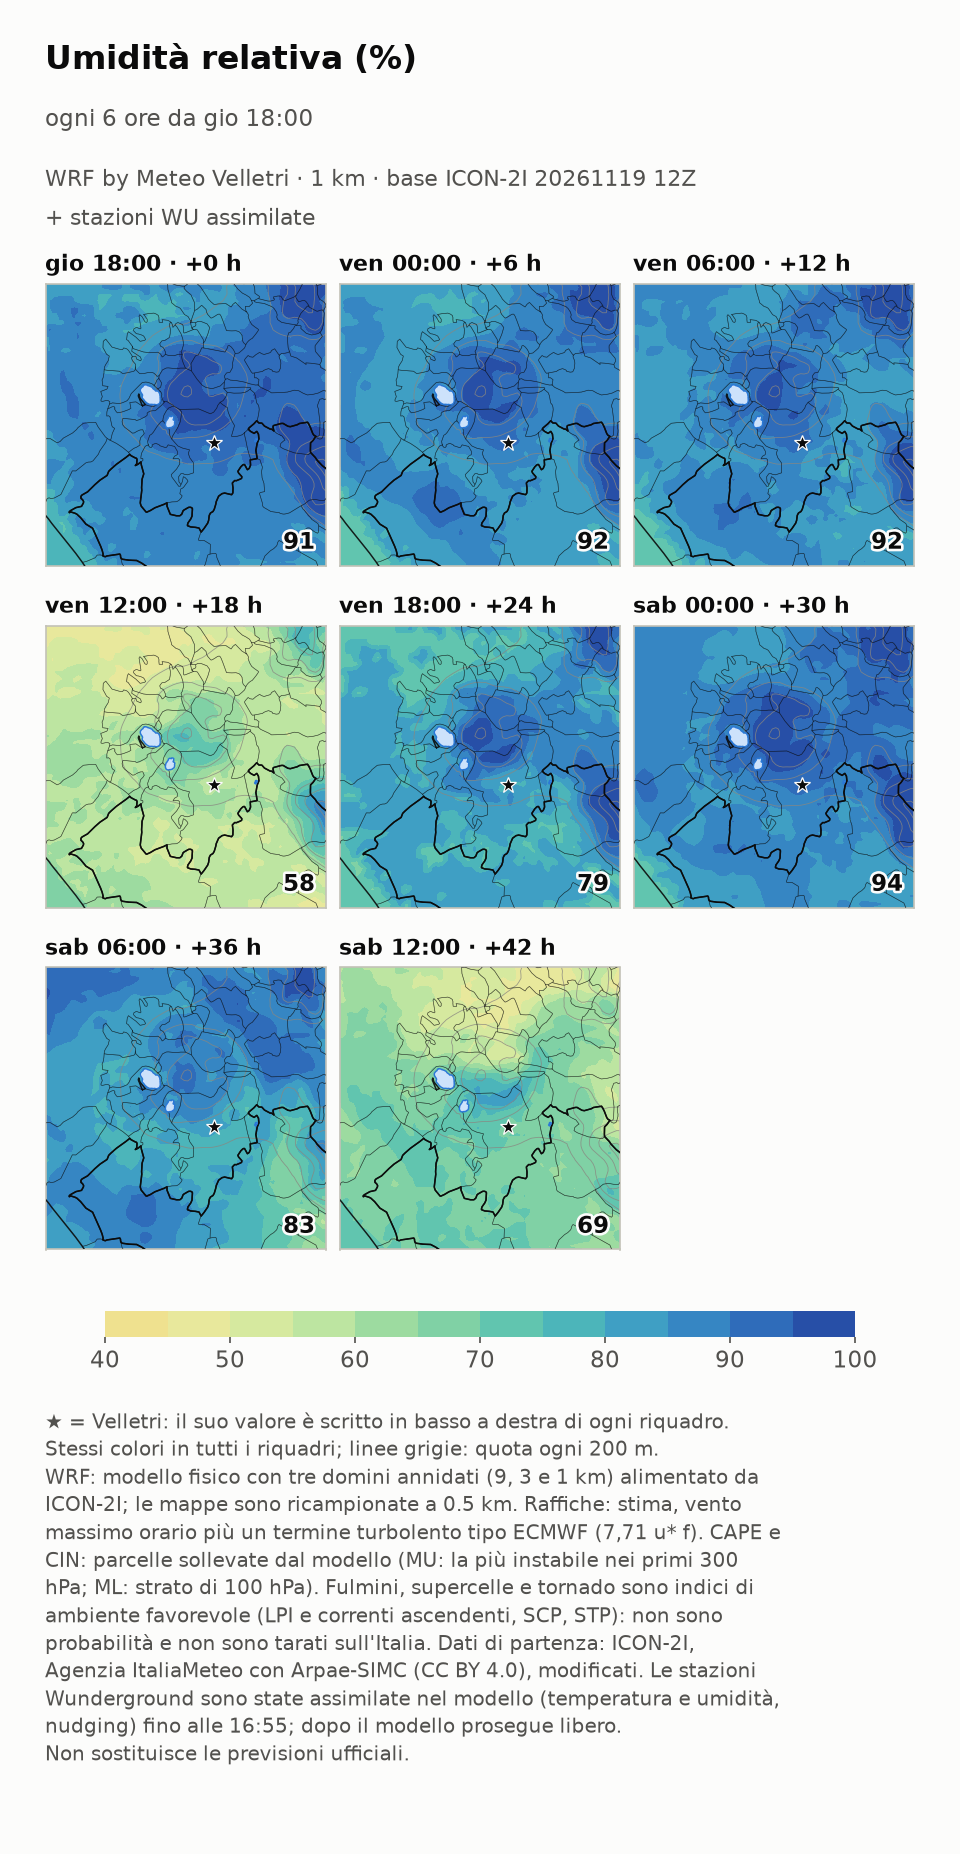 Umidità relativa (%)
ogni 6 ore da gio 18:00
WRF by Meteo Velletri · 1 km · base ICON-2I 20261119 12Z
+ stazioni WU assimilate
gio 18:00 · +0 h
ven 00:00 · +6 h
ven 06:00 · +12 h
91
92
92
ven 12:00 · +18 h
ven 18:00 · +24 h
sab 00:00 · +30 h
58
79
94
sab 06:00 · +36 h
sab 12:00 · +42 h
83
69
40
50
60
70
80
90
100
★ = Velletri: il suo valore è scritto in basso a destra di ogni riquadro.
Stessi colori in tutti i riquadri; linee grigie: quota ogni 200 m.
WRF: modello fisico con tre domini annidati (9, 3 e 1 km) alimentato da
ICON-2I; le mappe sono ricampionate a 0.5 km. Raffiche: stima, vento
massimo orario più un termine turbolento tipo ECMWF (7,71 u* f). CAPE e
CIN: parcelle sollevate dal modello (MU: la più instabile nei primi 300
hPa; ML: strato di 100 hPa). Fulmini, supercelle e tornado sono indici di
ambiente favorevole (LPI e correnti ascendenti, SCP, STP): non sono
probabilità e non sono tarati sull'Italia. Dati di partenza: ICON-2I,
Agenzia ItaliaMeteo con Arpae-SIMC (CC BY 4.0), modificati. Le stazioni
Wunderground sono state assimilate nel modello (temperatura e umidità,
nudging) fino alle 16:55; dopo il modello prosegue libero.
Non sostituisce le previsioni ufficiali.